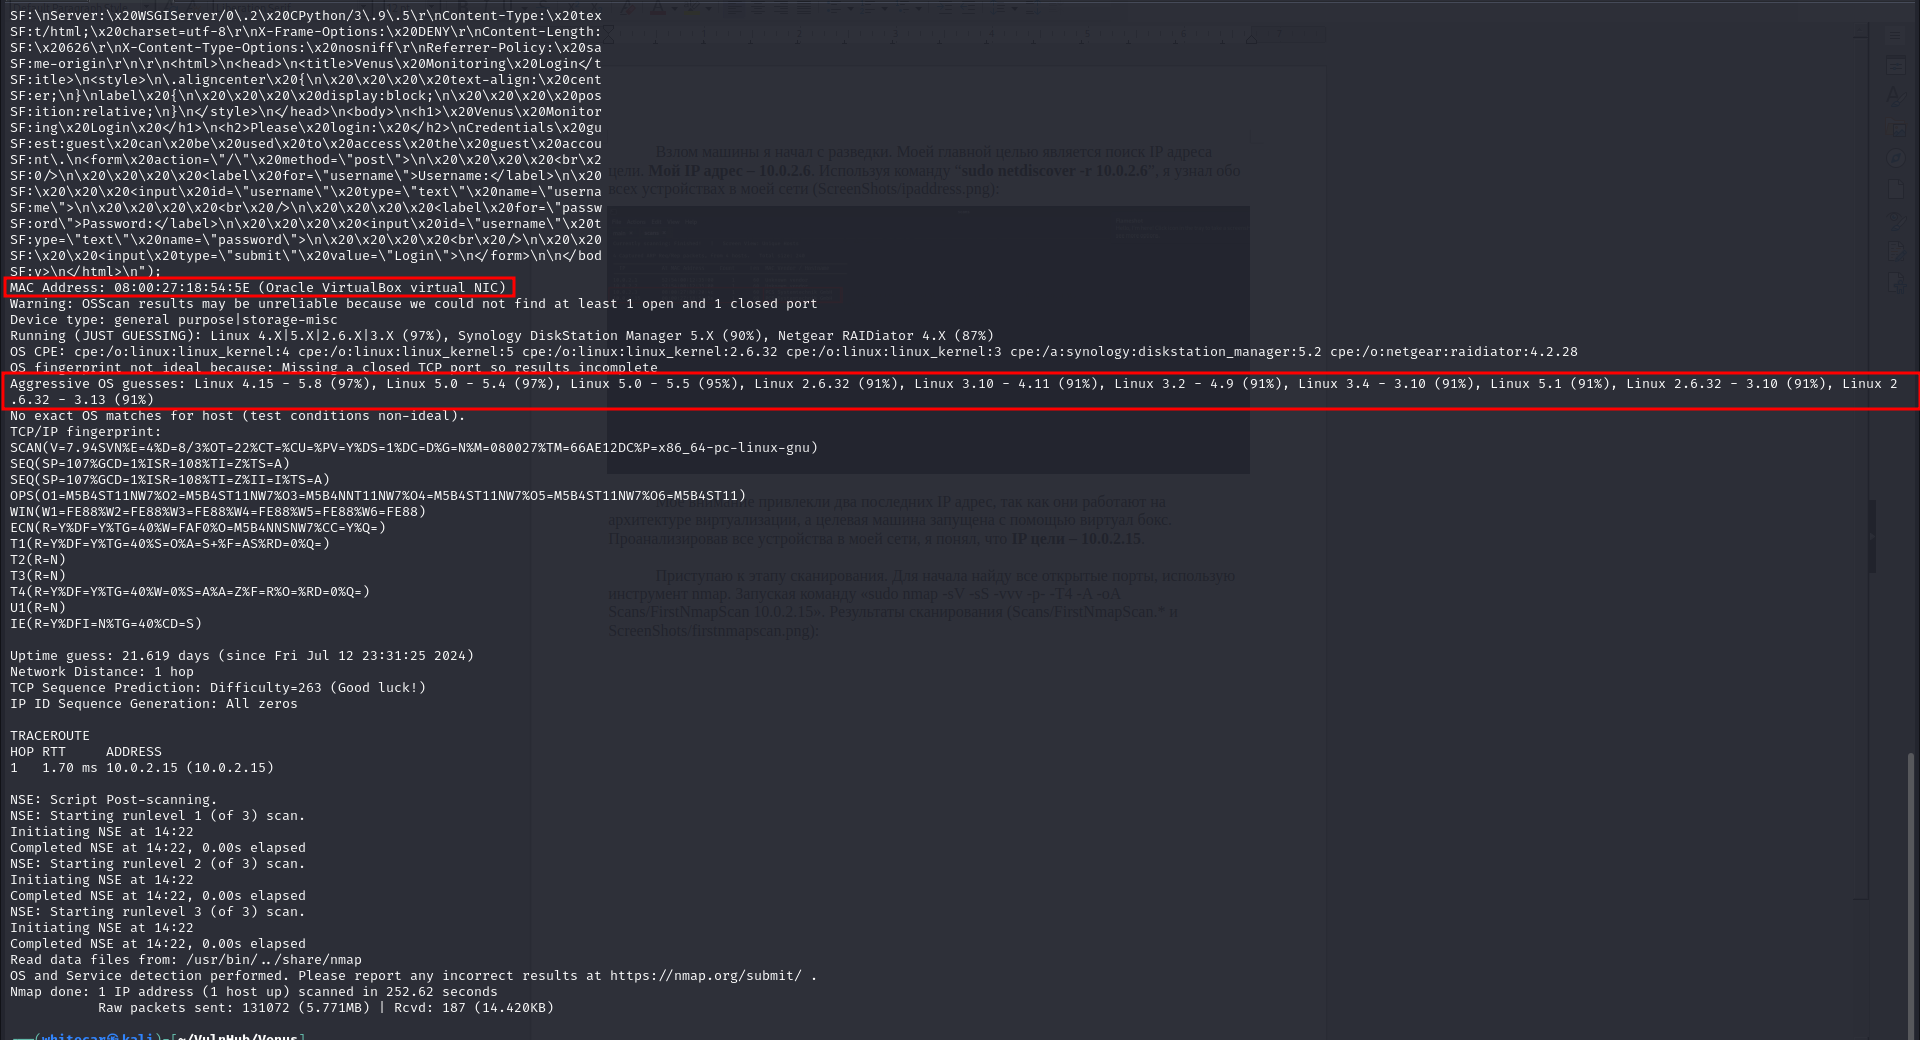 SF:\nServer:\x20WSGIServer/0\.2\x20CPython/3\.9\.5\r\nContent-Type:\x20tex
SF:t/html;\x20charset=utf-8\r\nX-Frame-Options:\x20DENY\r\nContent-Length:
SF:\x20626\r\nX-Content-Type-Options:\x20nosniff\r\nReferrer-Policy:\x20sa
SF:me-origin\r\n\r\n<html>\n<head>\n<title>Venus\x20Monitoring\x20Login</t
SF:itle>\n<style>\n\.aligncenter\x20{\n\x20\x20\x20\x20text-align:\x20cent
SF:er;\n}\nlabel\x20{\n\x20\x20\x20\x20display:block;\n\x20\x20\x20\x20pos
SF:ition:relative;\n}\n</style>\n</head>\n<body>\n<h1>\x20Venus\x20Monitor
SF:ing\x20Login\x20</h1>\n<h2>Please\x20login:\x20</h2>\nCredentials\x20gu
SF:est:guest\x20can\x20be\x20used\x20to\x20access\x20the\x20guest\x20accou
SF:nt\.\n<form\x20action=\"/\"\x20method=\"post\">\n\x20\x20\x20\x20<br\x2
SF:0/>\n\x20\x20\x20\x20<label\x20for=\"username\">Username:</label>\n\x20
SF:\x20\x20\x20<input\x20id=\"username\"\x20type=\"text\"\x20name=\"userna
SF:me\">\n\x20\x20\x20\x20<br\x20/>\n\x20\x20\x20\x20<label\x20for=\"passw
SF:ord\">Password:</label>\n\x20\x20\x20\x20<input\x20id=\"username\"\x20t
SF:ype=\"text\"\x20name=\"password\">\n\x20\x20\x20\x20<br\x20/>\n\x20\x20
SF:\x20\x20<input\x20type=\"submit\"\x20value=\"Login\">\n</form>\n\n</bod
SF:y>\n</html>\n");
MAC Address: 08:00:27:18:54:5E (Oracle VirtualBox virtual NIC)
Warning: OSScan results may be unreliable because we could not find at least 1 open and 1 closed port
Device type: general purpose|storage-misc
Running (JUST GUESSING): Linux 4.X|5.X|2.6.X|3.X (97%), Synology DiskStation Manager 5.X (90%), Netgear RAIDiator 4.X (87%)
OS CPE: cpe:/o:linux:linux_kernel:4 cpe:/o:linux:linux_kernel:5 cpe:/o:linux:linux_kernel:2.6.32 cpe:/o:linux:linux_kernel:3 cpe:/a:synology:diskstation_manager:5.2 cpe:/o:netgear:raidiator:4.2.28
OS fingerprint not ideal because: Missing a closed TCP port so results incomplete
Aggressive OS guesses: Linux 4.15 - 5.8 (97%), Linux 5.0 - 5.4 (97%), Linux 5.0 - 5.5 (95%), Linux 2.6.32 (91%), Linux 3.10 - 4.11 (91%), Linux 3.2 - 4.9 (91%), Linux 3.4 - 3.10 (91%), Linux 5.1 (91%), Linux 2.6.32 - 3.10 (91%), Linux 2
.6.32 - 3.13 (91%)
No exact OS matches for host (test conditions non-ideal).
TCP/IP fingerprint:
SCAN(V=7.94SVN%E=4%D=8/3%OT=22%CT=%CU=%PV=Y%DS=1%DC=D%G=N%M=080027%TM=66AE12DC%P=x86_64-pc-linux-gnu)
SEQ(SP=107%GCD=1%ISR=108%TI=Z%TS=A)
SEQ(SP=107%GCD=1%ISR=108%TI=Z%II=I%TS=A)
OPS(O1=M5B4ST11NW7%O2=M5B4ST11NW7%O3=M5B4NNT11NW7%O4=M5B4ST11NW7%O5=M5B4ST11NW7%O6=M5B4ST11)
WIN(W1=FE88%W2=FE88%W3=FE88%W4=FE88%W5=FE88%W6=FE88)
ECN(R=Y%DF=Y%TG=40%W=FAF0%O=M5B4NNSNW7%CC=Y%Q=)
T1(R=Y%DF=Y%TG=40%S=O%A=S+%F=AS%RD=0%Q=)
T2(R=N)
T3(R=N)
T4(R=Y%DF=Y%TG=40%W=0%S=A%A=Z%F=R%O=%RD=0%Q=)
U1(R=N)
IE(R=Y%DFI=N%TG=40%CD=S)
Uptime guess: 21.619 days (since Fri Jul 12 23:31:25 2024)
Network Distance: 1 hop
TCP Sequence Prediction: Difficulty=263 (Good luck!)
IP ID Sequence Generation: All zeros
TRACEROUTE
HOP RTT     ADDRESS
1   1.70 ms 10.0.2.15 (10.0.2.15)
NSE: Script Post-scanning.
NSE: Starting runlevel 1 (of 3) scan.
Initiating NSE at 14:22
Completed NSE at 14:22, 0.00s elapsed
NSE: Starting runlevel 2 (of 3) scan.
Initiating NSE at 14:22
Completed NSE at 14:22, 0.00s elapsed
NSE: Starting runlevel 3 (of 3) scan.
Initiating NSE at 14:22
Completed NSE at 14:22, 0.00s elapsed
Read data files from: /usr/bin/../share/nmap
OS and Service detection performed. Please report any incorrect results at https://nmap.org/submit/ .
Nmap done: 1 IP address (1 host up) scanned in 252.62 seconds
Raw packets sent: 131072 (5.771MB) | Rcvd: 187 (14.420KB)
(whitecar㉿kali)-[~/VulnHub/Venus]
Взлом машины я начал с разведки. Моей главной целью является поиск IP адреса
цели. Мой IP адрес – 10.0.2.6. Используя команду “sudo netdiscover -r 10.0.2.6”, я узнал обо
всех устройствах в моей сети (ScreenShots/ipaddress.png):
Мое внимание привлекли два последних IP адрес, так как они работают на
архитектуре виртуализации, а целевая машина запущена с помощью виртуал бокс.
Проанализировав все устройства в моей сети, я понял, что IP цели – 10.0.2.15.
Приступаю к этапу сканирования. Для начала найду все открытые порты, использую
инструмент nmap. Запуская команду «sudo nmap -sV -sS -vvv -p- -T4 -A -oA
Scans/FirstNmapScan 10.0.2.15». Результаты сканирования (Scans/FirstNmapScan.* и
ScreenShots/firstnmapscan.png):